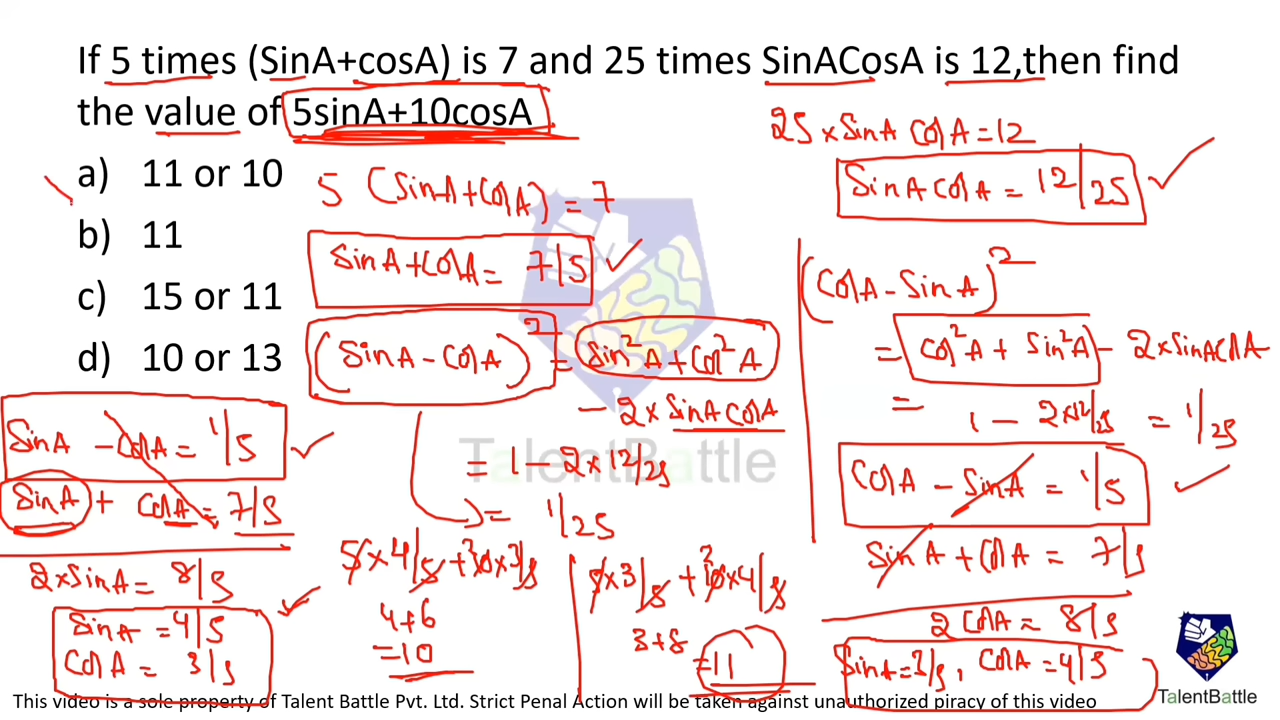 If 5 times (SinA+cosA) is 7 and 25 times SinACosA is 12,then find
the value of 5sinA+10cosA
a) 11 or 10
b) 11
c) 15 or 11
d) 10 or 13
25 × SinA CosA = 12
SinA CosA = 12/25
5 (SinA + CosA) = 7
SinA + CosA = 7/5
(SinA - CosA)² = Sin²A + Cos²A
- 2 × SinA CosA
= 1 - 2 × 12/25
= 1/25
(CosA - SinA)²
= Cos²A + Sin²A - 2 × SinA CosA
= 1 - 2 × 12/25 = 1/25
CosA - SinA = 1/5
SinA + CosA = 7/5
2 CosA = 8/5
SinA = 3/5, CosA = 4/5
SinA - CosA = 1/5
SinA + CosA = 7/5
2 × SinA = 8/5
SinA = 4/5
CosA = 3/5
5 × 4/5 + 10 × 3/5
4 + 6
= 10
5 × 3/5 + 10 × 4/5
3 + 8
= 11
TalentBattle
TalentBattle
This video is a sole property of Talent Battle Pvt. Ltd. Strict Penal Action will be taken against unauthorized piracy of this video